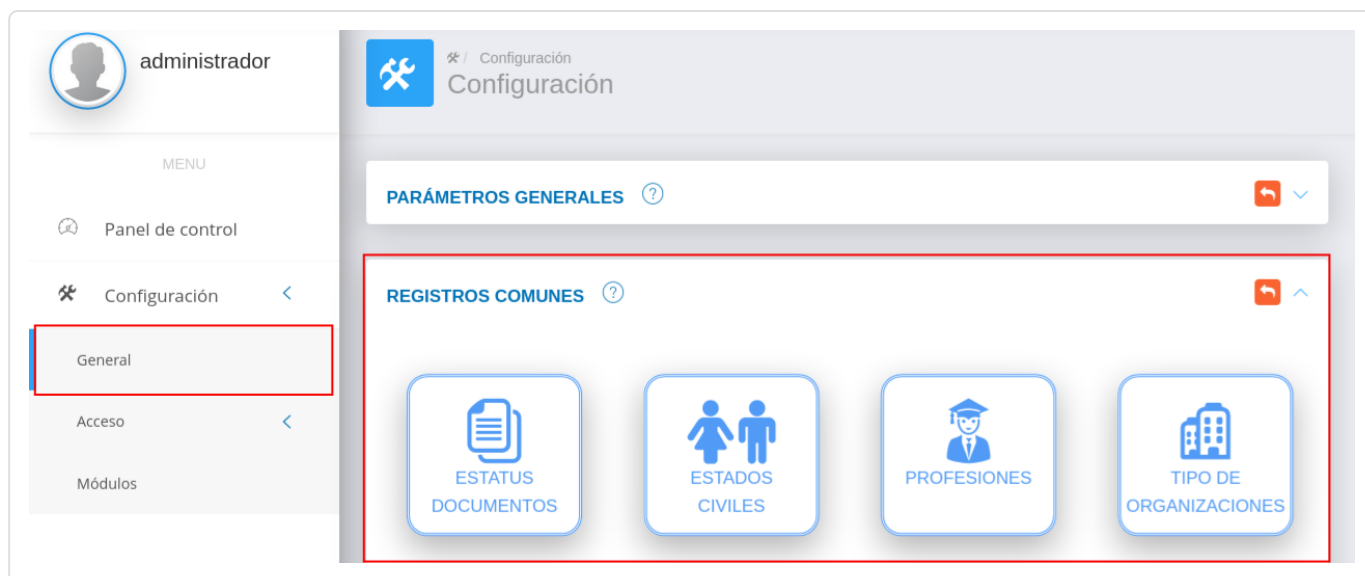 administrador
MENU
Panel de control
Configuración
General
Acceso
Módulos
/ Configuración
Configuración
PARÁMETROS GENERALES ?
REGISTROS COMUNES ?
ESTATUS
DOCUMENTOS
ESTADOS
CIVILES
PROFESIONES
TIPO DE
ORGANIZACIONES